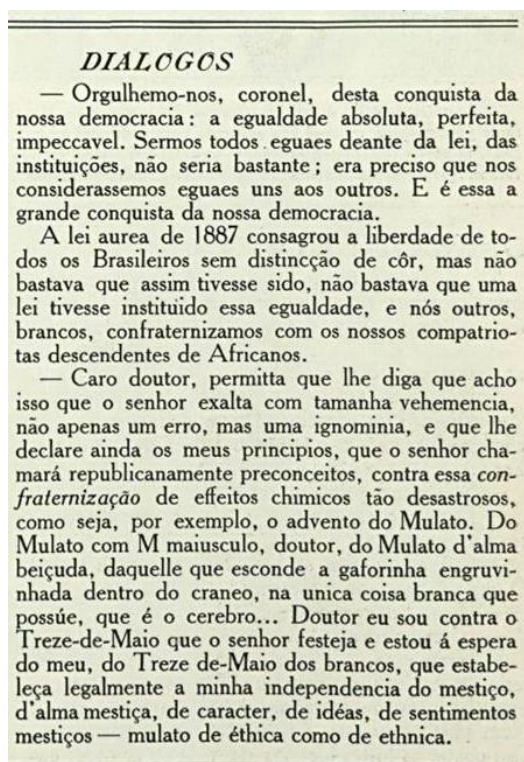 DIALOGOS
— Orgulhemo-nos, coronel, desta conquista da
nossa democracia : a egualdade absoluta, perfeita,
impeccavel. Sermos todos eguaes deante da lei, das
instituições, não seria bastante ; era preciso que nos
considerassemos eguaes uns aos outros. E é essa a
grande conquista da nossa democracia.
A lei aurea de 1887 consagrou a liberdade de to-
dos os Brasileiros sem distincção de côr, mas não
bastava que assim tivesse sido, não bastava que uma
lei tivesse instituido essa egualdade, e nós outros,
brancos, confraternizamos com os nossos compatrio-
tas descendentes de Africanos.
— Caro doutor, permitta que lhe diga que acho
isso que o senhor exalta com tamanha vehemencia,
não apenas um erro, mas uma ignominia, e que lhe
declare ainda os meus principios, que o senhor cha-
mará republicanamente preconceitos, contra essa con-
fraternização de effeitos chimicos tão desastrosos,
como seja, por exemplo, o advento do Mulato. Do
Mulato com M maiusculo, doutor, do Mulato d'alma
beiçuda, daquelle que esconde a gaforinha engruvi-
nhada dentro do craneo, na unica coisa branca que
possúe, que é o cerebro... Doutor eu sou contra o
Treze-de-Maio que o senhor festeja e estou á espera
do meu, do Treze de-Maio dos brancos, que estabe-
leça legalmente a minha independencia do mestiço,
d'alma mestiça, de caracter, de idéas, de sentimentos
mestiços — mulato de éthica como de ethnica.